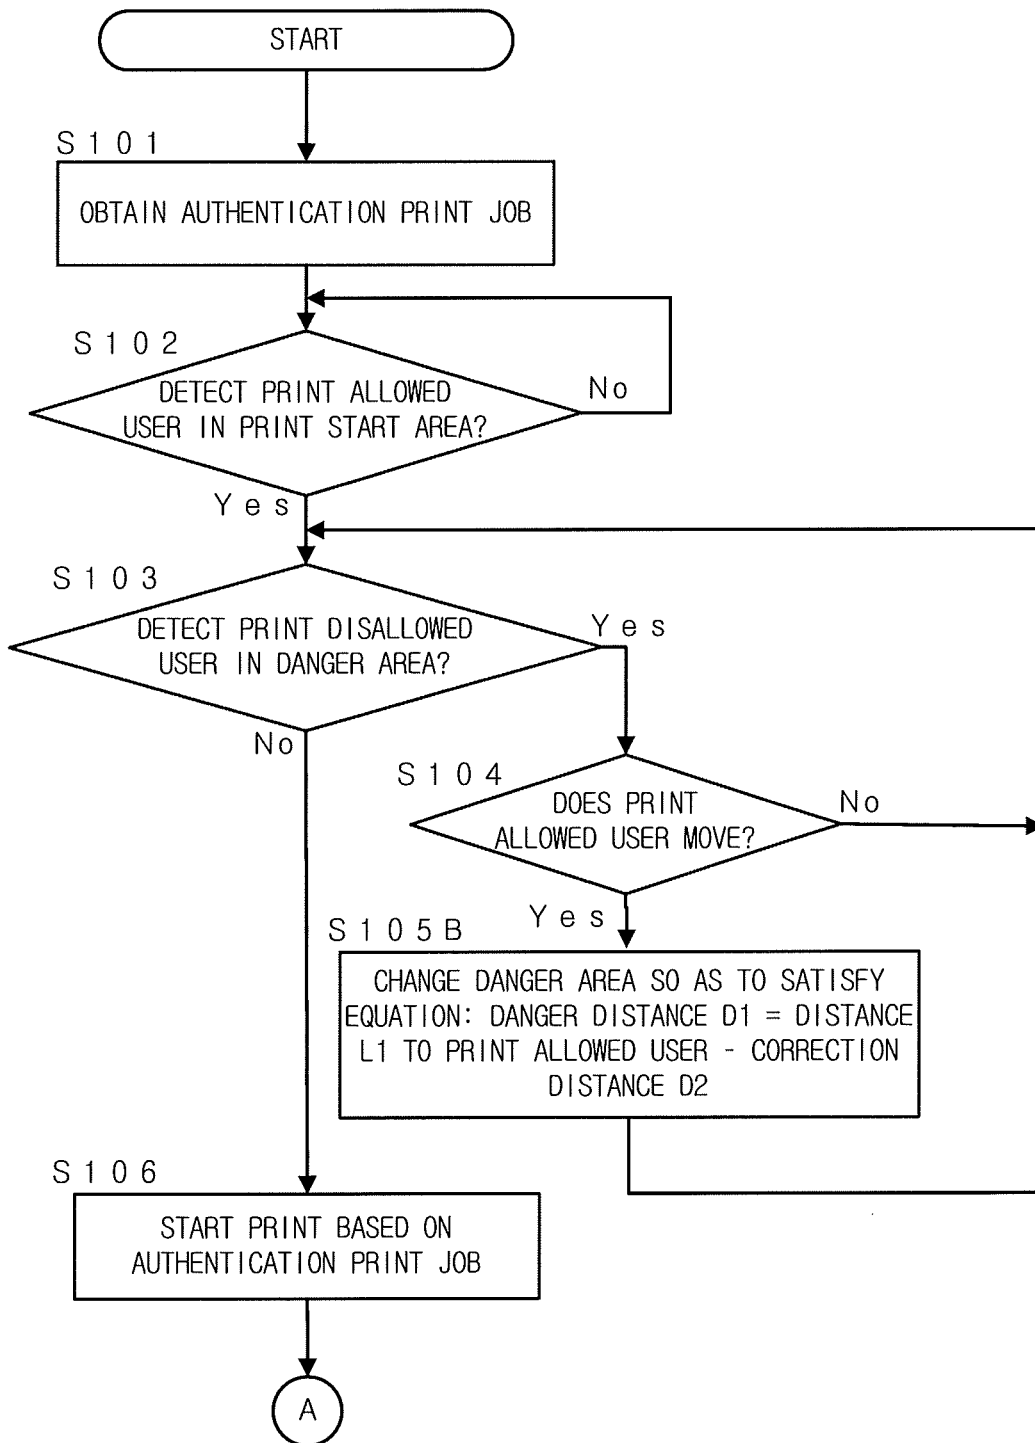 START
S101
OBTAIN AUTHENTICATION PRINT JOB
S102
DETECT PRINT ALLOWED
USER IN PRINT START AREA?
No
Yes
S103
DETECT PRINT DISALLOWED
USER IN DANGER AREA?
Yes
No
S104
DOES PRINT
ALLOWED USER MOVE?
No
Yes
S105B
CHANGE DANGER AREA SO AS TO SATISFY
EQUATION: DANGER DISTANCE D1 = DISTANCE
L1 TO PRINT ALLOWED USER - CORRECTION
DISTANCE D2
S106
START PRINT BASED ON
AUTHENTICATION PRINT JOB
A